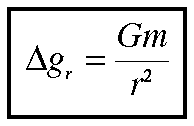 Δg_r = Gm / r²